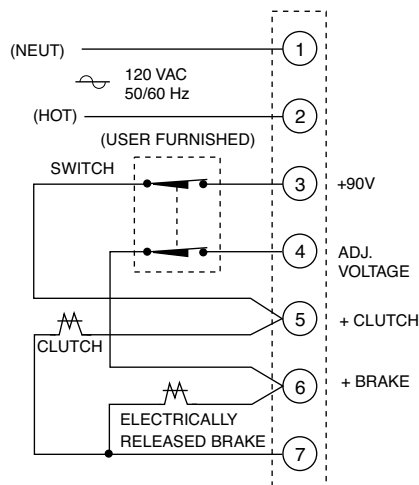 (NEUT)
1
120 VAC
50/60 Hz
(HOT)
2
(USER FURNISHED)
SWITCH
3
+90V
4
ADJ.
VOLTAGE
5
+ CLUTCH
CLUTCH
6
+ BRAKE
ELECTRICALLY
RELEASED BRAKE
7